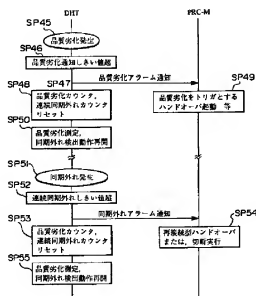 DHT
PRC-M
SP45
品質劣化発生
SP46
品質劣化通知しきい値超
品質劣化アラーム通知
SP47
SP48
SP49
品質劣化カウンタ,
連続同期外れカウンタ
リセット
品質劣化をトリガとする
ハンドオーバ起動 等
SP50
品質劣化測定,
同期外れ検出動作再開
SP51
同期外れ発生
SP52
連続同期外れしきい値超
同期外れアラーム通知
SP53
SP54
品質劣化カウンタ,
連続同期外れカウンタ
リセット
再接続型ハンドオーバ
または、切断実行
SP55
品質劣化測定,
同期外れ検出動作再開